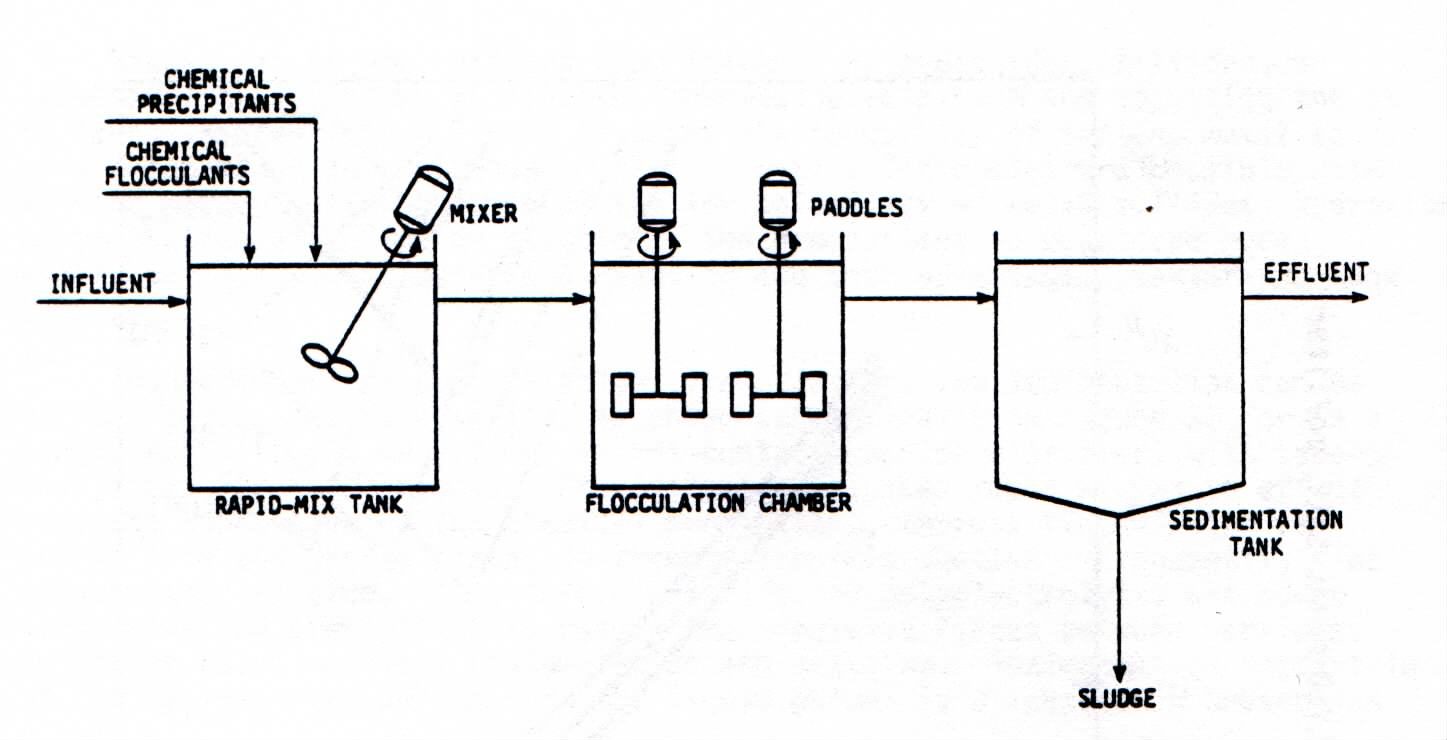 CHEMICAL
PRECIPITANTS
CHEMICAL
FLOCCULANTS
MIXER
PADDLES
INFLUENT
EFFLUENT
RAPID-MIX TANK
FLOCCULATION CHAMBER
SEDIMENTATION
TANK
SLUDGE